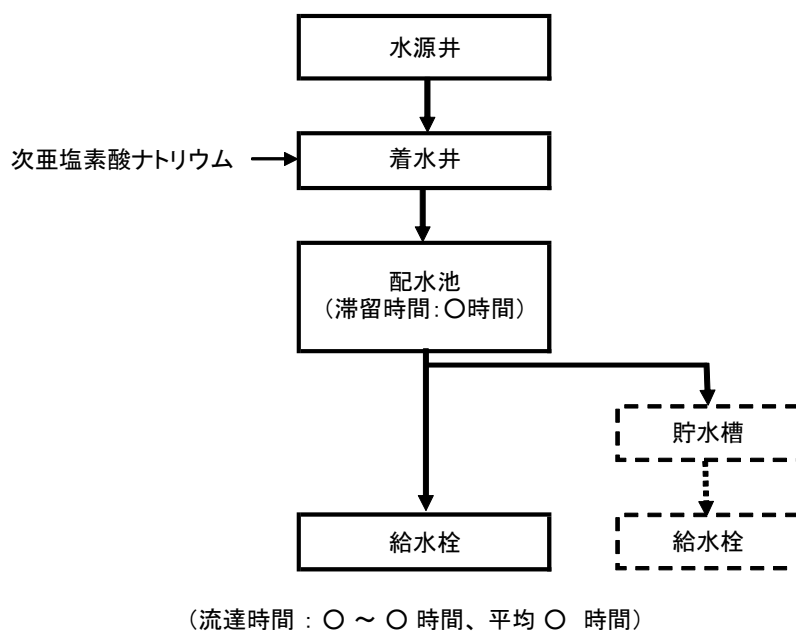 水源井
次亜塩素酸ナトリウム
着水井
配水池
（滞留時間：〇時間）
貯水槽
給水栓
給水栓
（流達時間 ： 〇 ～ 〇 時間、 平均 〇 時間）